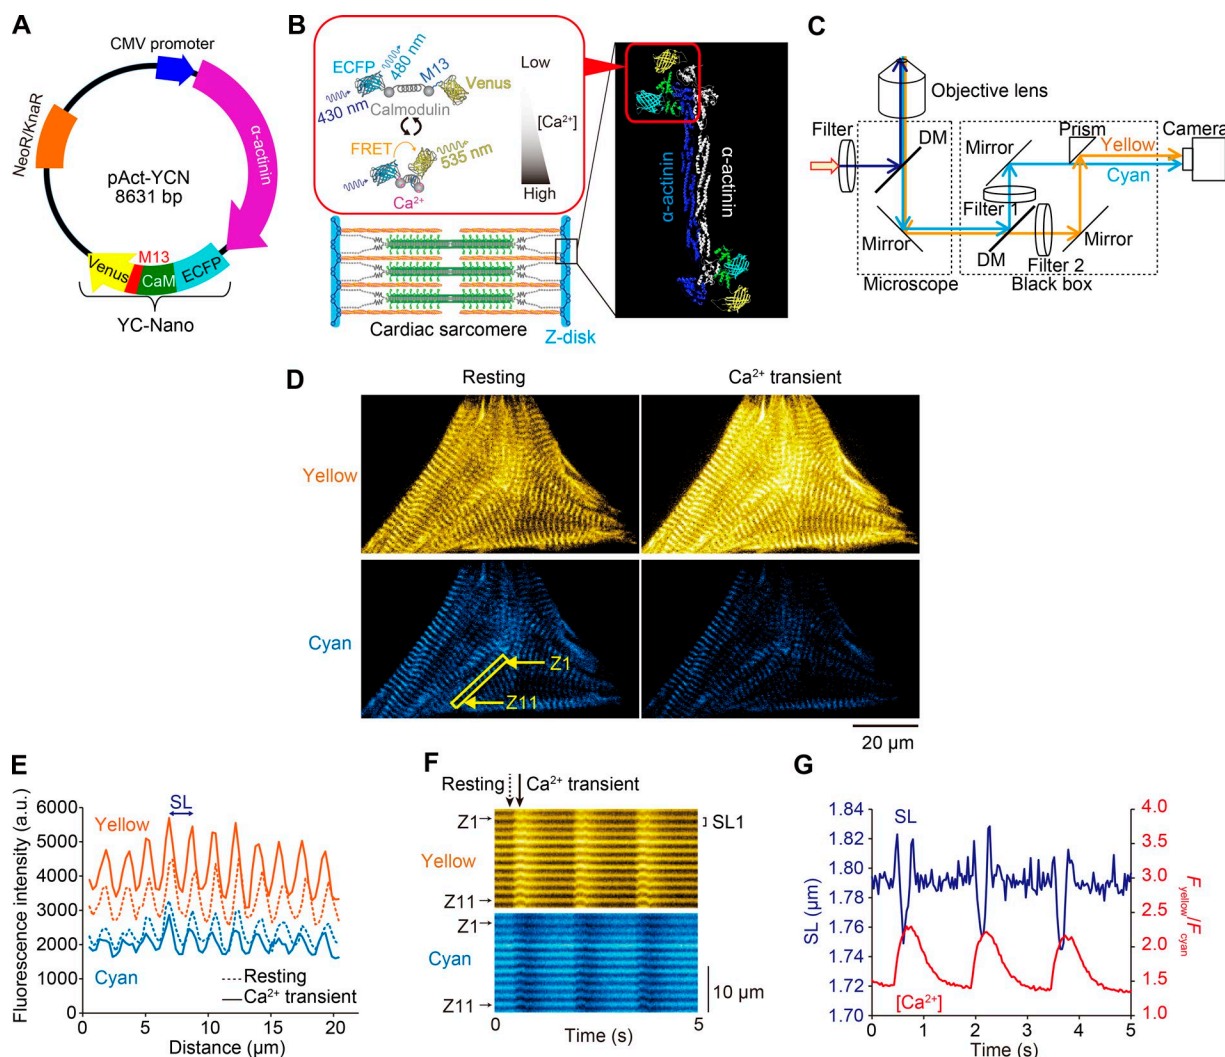 A
CMV promoter
NeoR/KnaR
α-actinin
pAct-YCN
8631 bp
Venus
M13
CaM
ECFP
YC-Nano
B
ECFP
480 nm
M13
Venus
430 nm
Calmodulin
FRET
535 nm
Ca²⁺
Low
[Ca²⁺]
High
α-actinin
α-actinin
Cardiac sarcomere
Z-disk
C
Objective lens
Filter
DM
Mirror
Prism
Yellow
Camera
Cyan
Filter 1
Mirror
DM
Filter 2
Mirror
Microscope
Black box
D
Resting
Ca²⁺ transient
Yellow
Cyan
Z1
Z11
20 µm
E
Fluorescence intensity (a.u.)
6000
5000
4000
3000
2000
1000
0
Yellow
SL
Cyan
Resting
Ca²⁺ transient
0
5
10
15
20
Distance (µm)
F
Resting
Ca²⁺ transient
Z1
SL1
Yellow
Z11
Z1
Cyan
Z11
10 µm
0
5
Time (s)
G
SL (µm)
1.84
1.82
1.80
1.78
1.76
1.74
1.72
1.70
SL
[Ca²⁺]
4.0
3.5
3.0
2.5
2.0
1.5
1.0
Fyellow/Fcyan
0
1
2
3
4
5
Time (s)